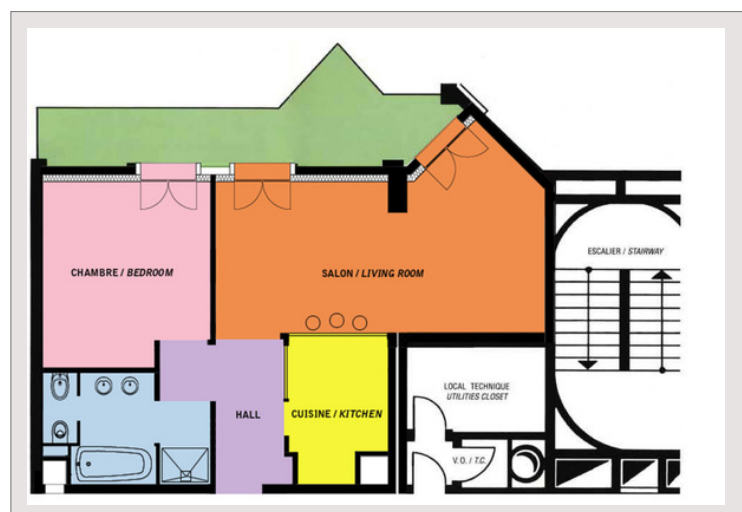 ESCALIER / STAIRWAY
CHAMBRE / BEDROOM
SALON / LIVING ROOM
LOCAL TECHNIQUE
UTILITIES CLOSET
HALL
CUISINE / KITCHEN
V.O. / T.C.